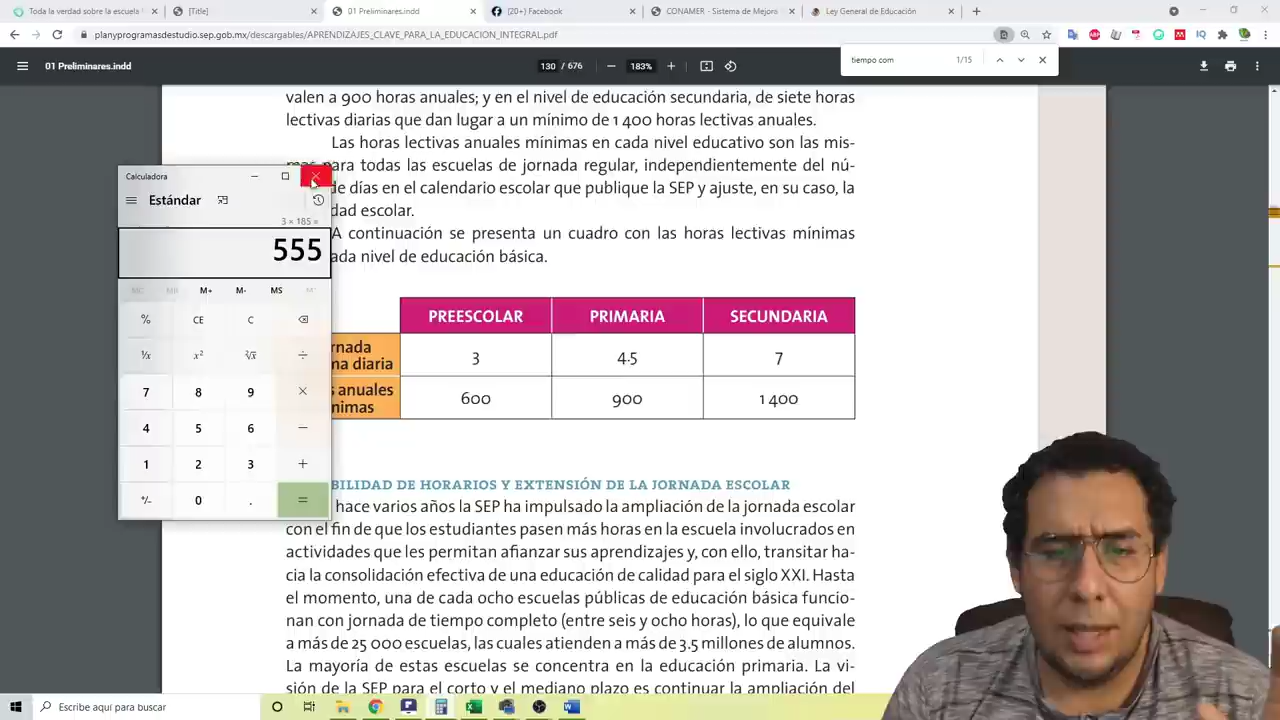 Toda la verdad sobre la escuela
[Title]
01 Preliminares.indd
(20+) Facebook
CONAMER - Sistema de Mejora
Ley General de Educación
planyprogramasdestudio.sep.gob.mx/descargables/APRENDIZAJES_CLAVE_PARA_LA_EDUCACION_INTEGRAL.pdf
01 Preliminares.indd
130 / 676
183%
tiempo com
1/15
valen a 900 horas anuales; y en el nivel de educación secundaria, de siete horas
lectivas diarias que dan lugar a un mínimo de 1 400 horas lectivas anuales.
Las horas lectivas anuales mínimas en cada nivel educativo son las mis-
mas para todas las escuelas de jornada regular, independientemente del nú-
de días en el calendario escolar que publique la SEP y ajuste, en su caso, la
dad escolar.
A continuación se presenta un cuadro con las horas lectivas mínimas
ada nivel de educación básica.
Calculadora
Estándar
3 × 185 =
555
MC MR M+ M- MS
% CE C
1/x x² ²√x ÷
7 8 9 ×
4 5 6 −
1 2 3 +
+/− 0 . =
PREESCOLAR PRIMARIA SECUNDARIA
rnada
ma diaria
3 4.5 7
s anuales
nimas
600 900 1 400
BILIDAD DE HORARIOS Y EXTENSIÓN DE LA JORNADA ESCOLAR
hace varios años la SEP ha impulsado la ampliación de la jornada escolar
con el fin de que los estudiantes pasen más horas en la escuela involucrados en
actividades que les permitan afianzar sus aprendizajes y, con ello, transitar ha-
cia la consolidación efectiva de una educación de calidad para el siglo XXI. Hasta
el momento, una de cada ocho escuelas públicas de educación básica funcio-
nan con jornada de tiempo completo (entre seis y ocho horas), lo que equivale
a más de 25 000 escuelas, las cuales atienden a más de 3.5 millones de alumnos.
La mayoría de estas escuelas se concentra en la educación primaria. La vi-
sión de la SEP para el corto y el mediano plazo es continuar la ampliación del
Escribe aquí para buscar